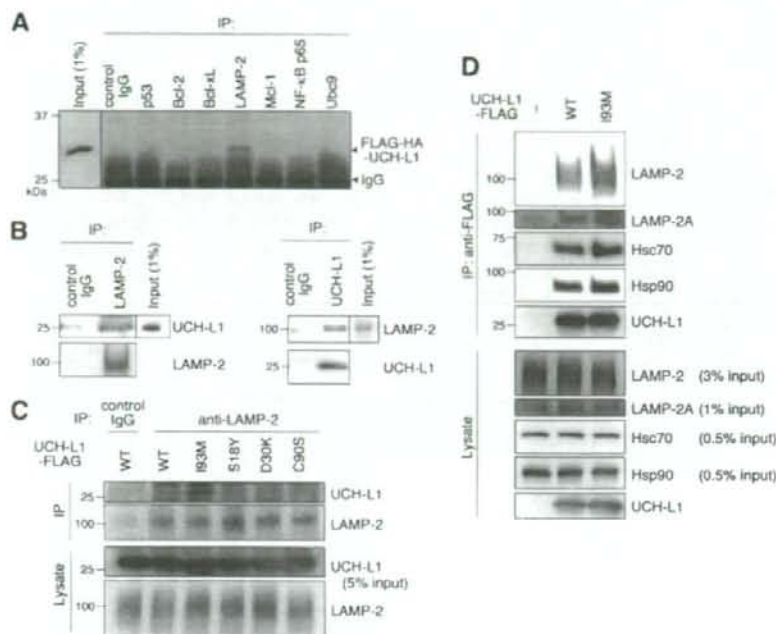 A
IP:
Input (1%)
control
IgG
p53
Bcl-2
Bcl-xL
LAMP-2
Mcl-1
NF-κB p65
Ubc9
37
25
kDa
FLAG-HA
-UCH-L1
IgG
B
IP:
control
IgG
LAMP-2
Input (1%)
25
UCH-L1
100
LAMP-2
IP:
control
IgG
UCH-L1
Input (1%)
100
LAMP-2
25
UCH-L1
C
IP:
control
IgG
anti-LAMP-2
UCH-L1
-FLAG
WT
WT
I93M
S18Y
D30K
C90S
IP
25
UCH-L1
100
LAMP-2
Lysate
25
UCH-L1
(5% input)
100
LAMP-2
D
UCH-L1
-FLAG
-
WT
I93M
IP: anti-FLAG
100
LAMP-2
100
LAMP-2A
75
Hsc70
100
Hsp90
25
UCH-L1
Lysate
LAMP-2 (3% input)
LAMP-2A (1% input)
Hsc70 (0.5% input)
Hsp90 (0.5% input)
UCH-L1